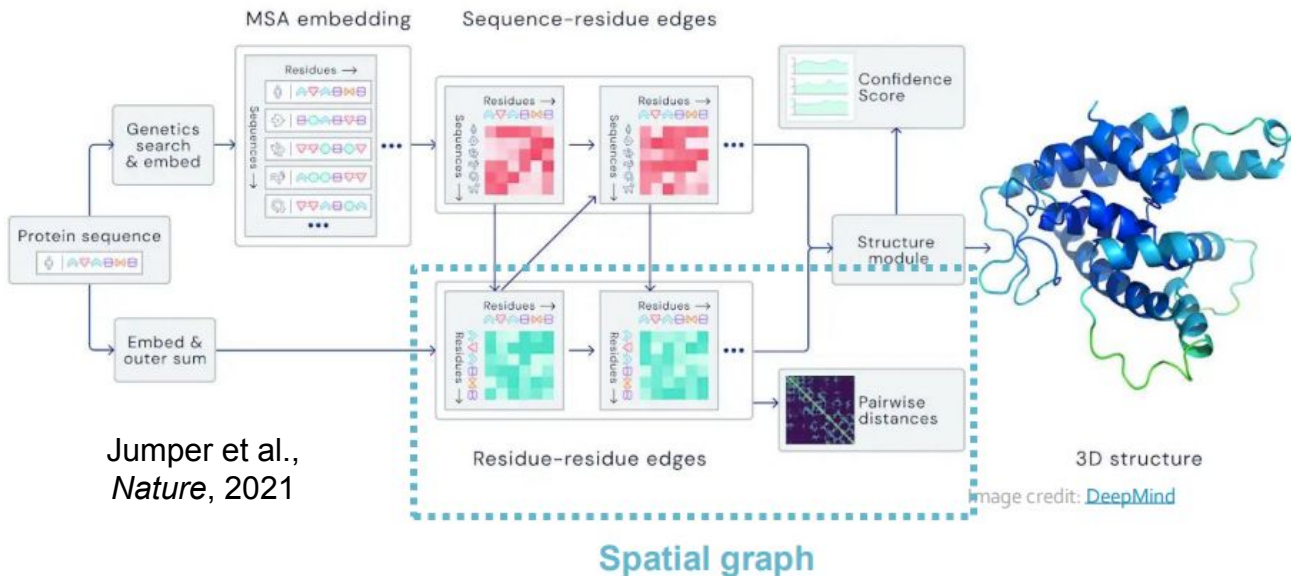 MSA embedding
Sequence-residue edges
Residues →
Sequences →
•••
Genetics
search
& embed
Residues →
Sequences →
Residues →
Sequences →
•••
Confidence
Score
Protein sequence
Structure
module
Embed &
outer sum
Residues →
Residues →
Residues →
Residues →
•••
Pairwise
distances
Residue-residue edges
3D structure
Jumper et al.,
Nature, 2021
Image credit: DeepMind
Spatial graph